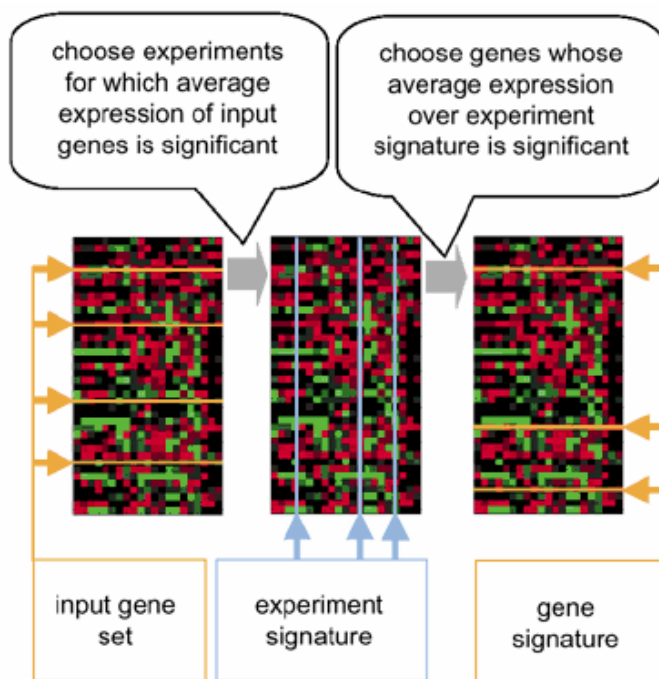 choose experiments
for which average
expression of input
genes is significant
choose genes whose
average expression
over experiment
signature is significant
input gene
set
experiment
signature
gene
signature